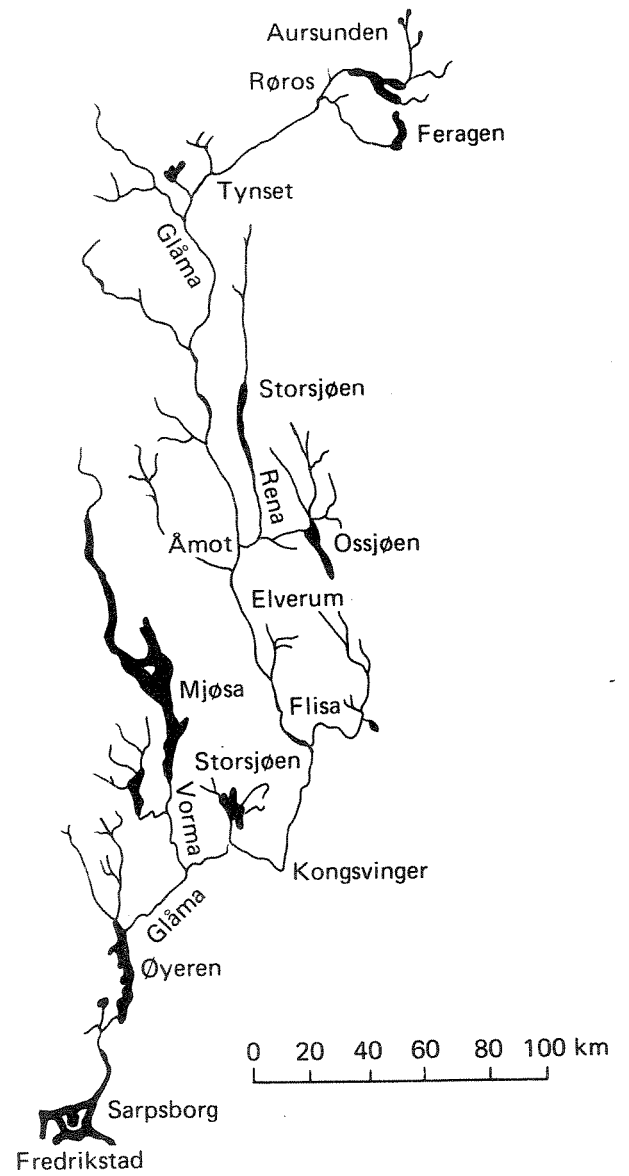 Aursunden
Røros
Feragen
Tynset
Glåma
Storsjøen
Rena
Åmot
Ossjøen
Elverum
Mjøsa
Flisa
Storsjøen
Vorma
Kongsvinger
Glåma
Øyeren
0 20 40 60 80 100 km
Sarpsborg
Fredrikstad